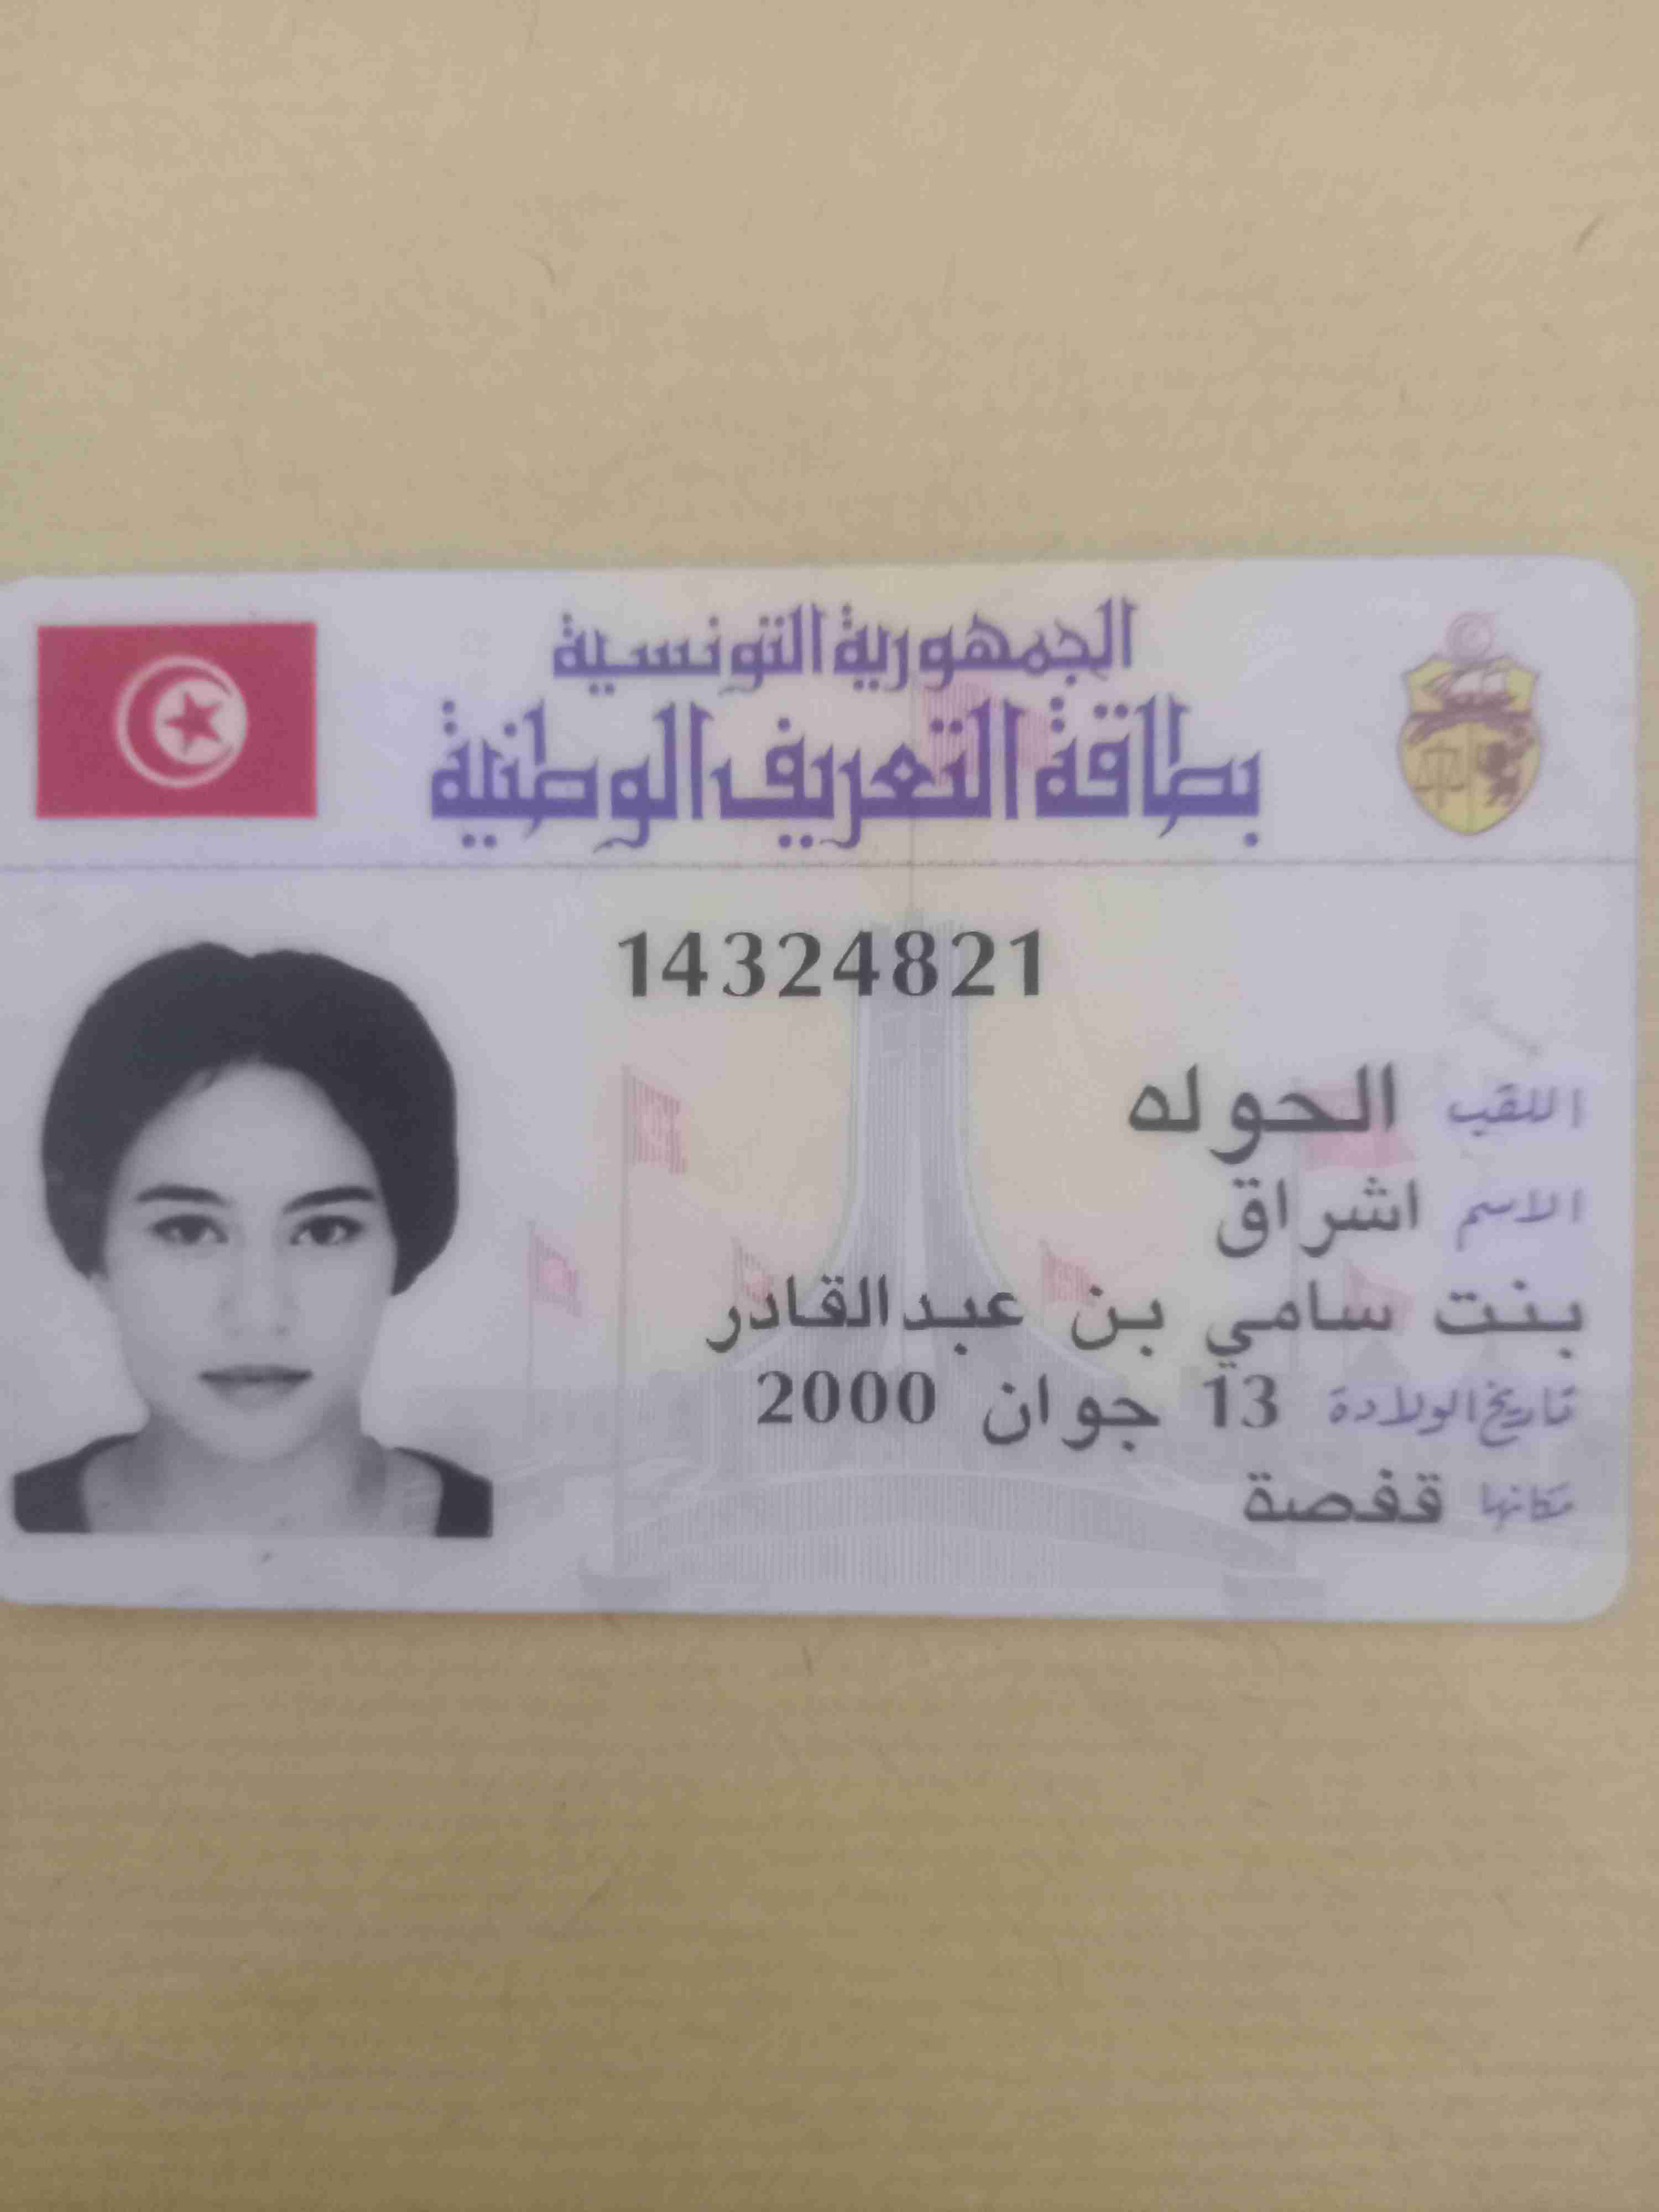 الجمهورية التونسية
بطاقة التعريف الوطنية
14324821
اللقب الحوله
الاسم اشراق
بنت سامي بن عبدالقادر
تاريخ الولادة 13 جوان 2000
مكانها قفصة